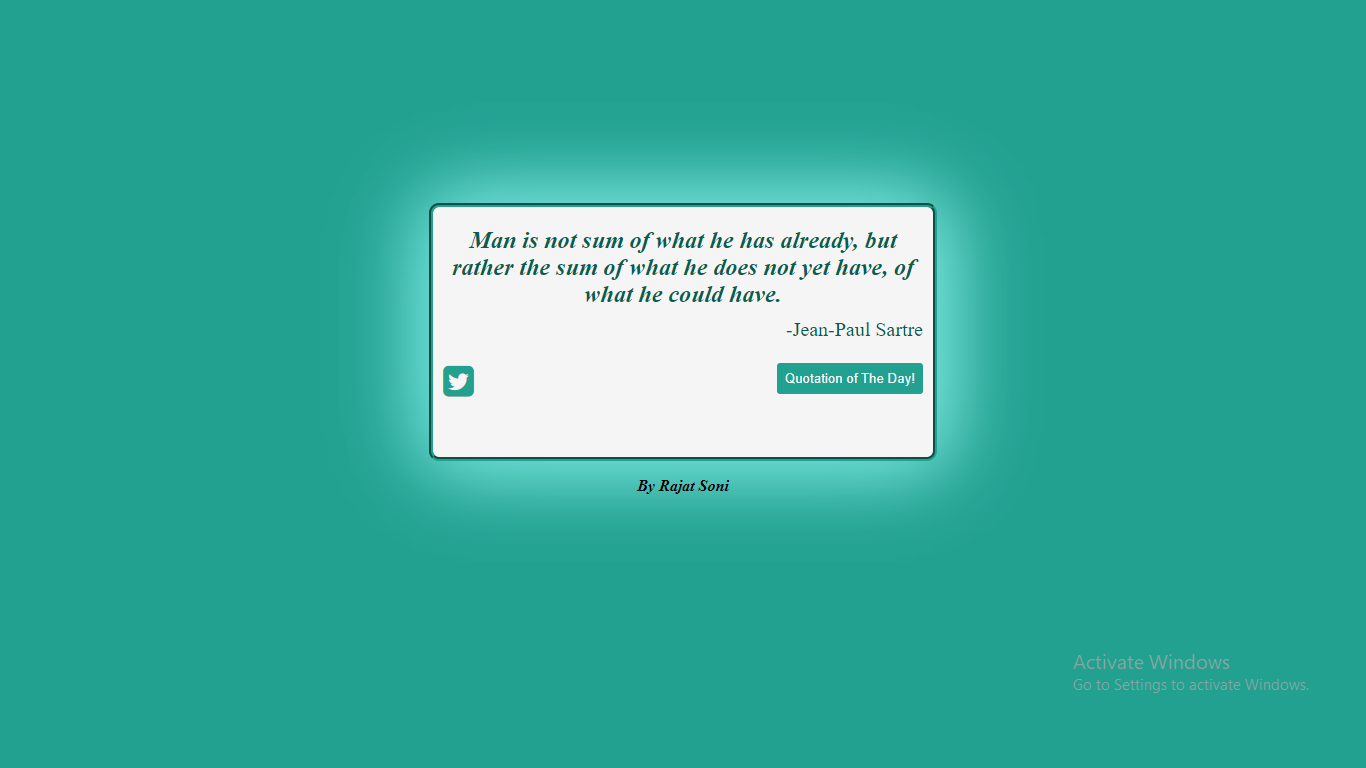 Man is not sum of what he has already, but
rather the sum of what he does not yet have, of
what he could have.
-Jean-Paul Sartre
Quotation of The Day!
By Rajat Soni
Activate Windows
Go to Settings to activate Windows.